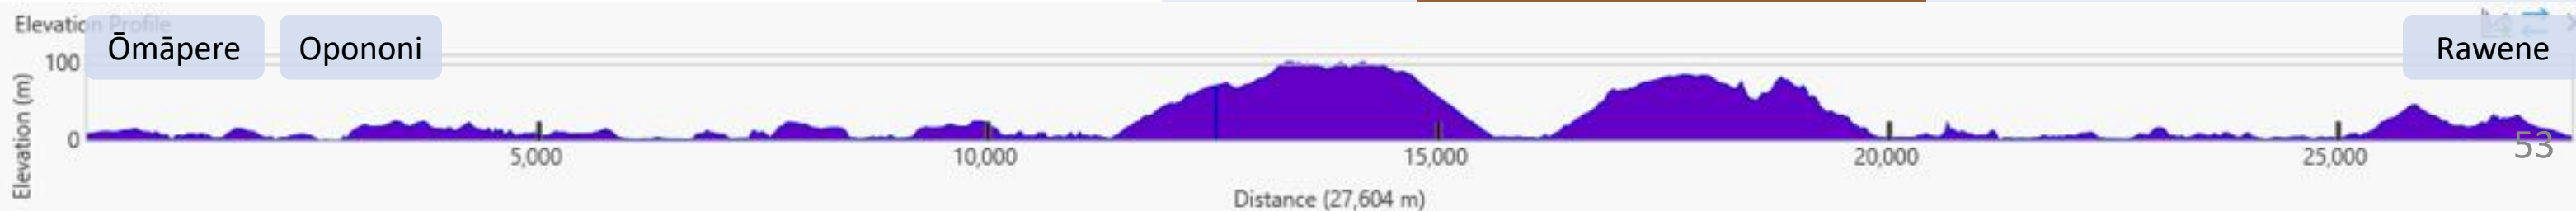 Elevation Profile
Ōmāpere
Opononi
Rawene
100
0
Elevation (m)
5,000
10,000
15,000
20,000
25,000
53
Distance (27,604 m)